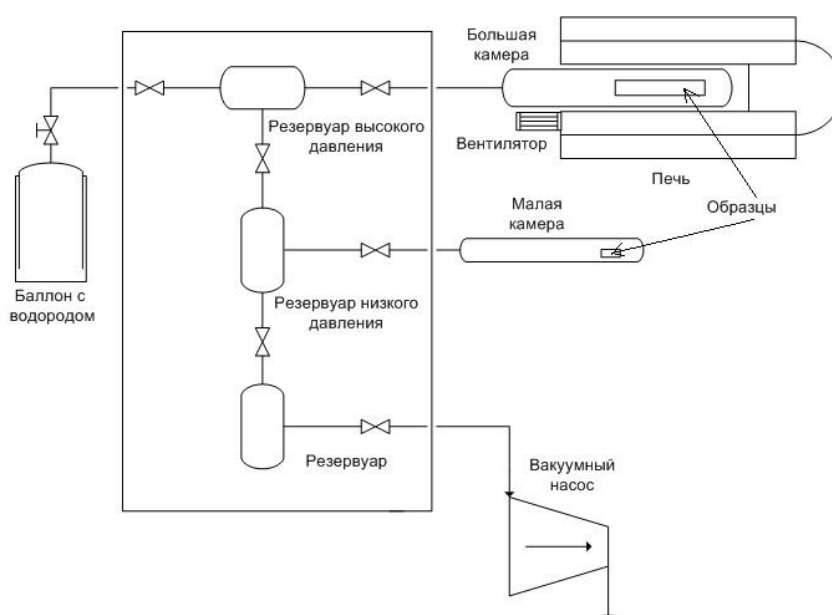 Большая
камера
Резервуар высокого
давления
Вентилятор
Печь
Образцы
Малая
камера
Баллон с
водородом
Резервуар низкого
давления
Резервуар
Вакуумный
насос